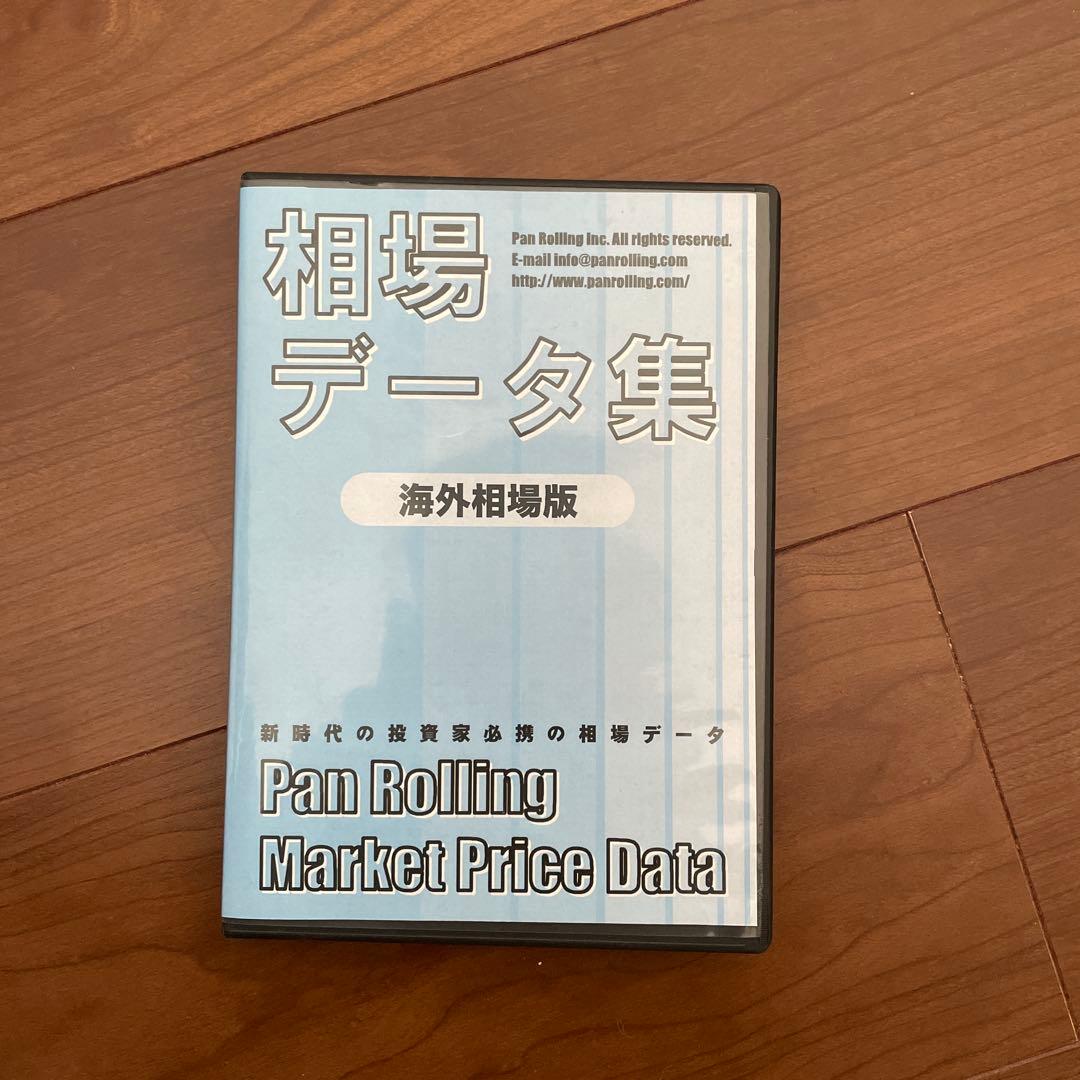 相場
Pan Rolling Inc. All rights reserved.
E-mail info@panrolling.com
http://www.panrolling.com/
データ集
海外相場版
新時代の投資家必携の相場データ
Pan Rolling
Market Price Data